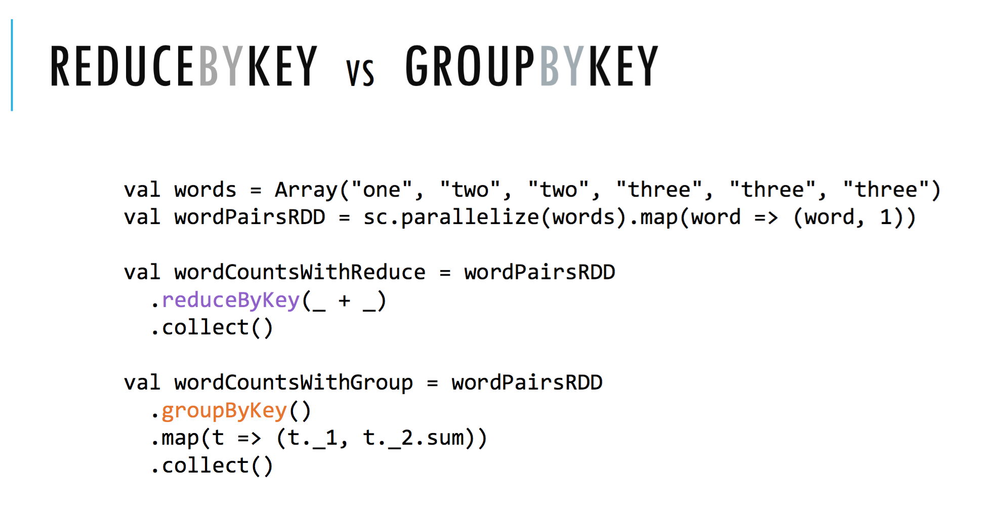 REDUCEBYKEY VS GROUPBYKEY
val words = Array("one", "two", "two", "three", "three", "three")
val wordPairsRDD = sc.parallelize(words).map(word => (word, 1))
val wordCountsWithReduce = wordPairsRDD
.reduceByKey(_ + _)
.collect()
val wordCountsWithGroup = wordPairsRDD
.groupByKey()
.map(t => (t._1, t._2.sum))
.collect()